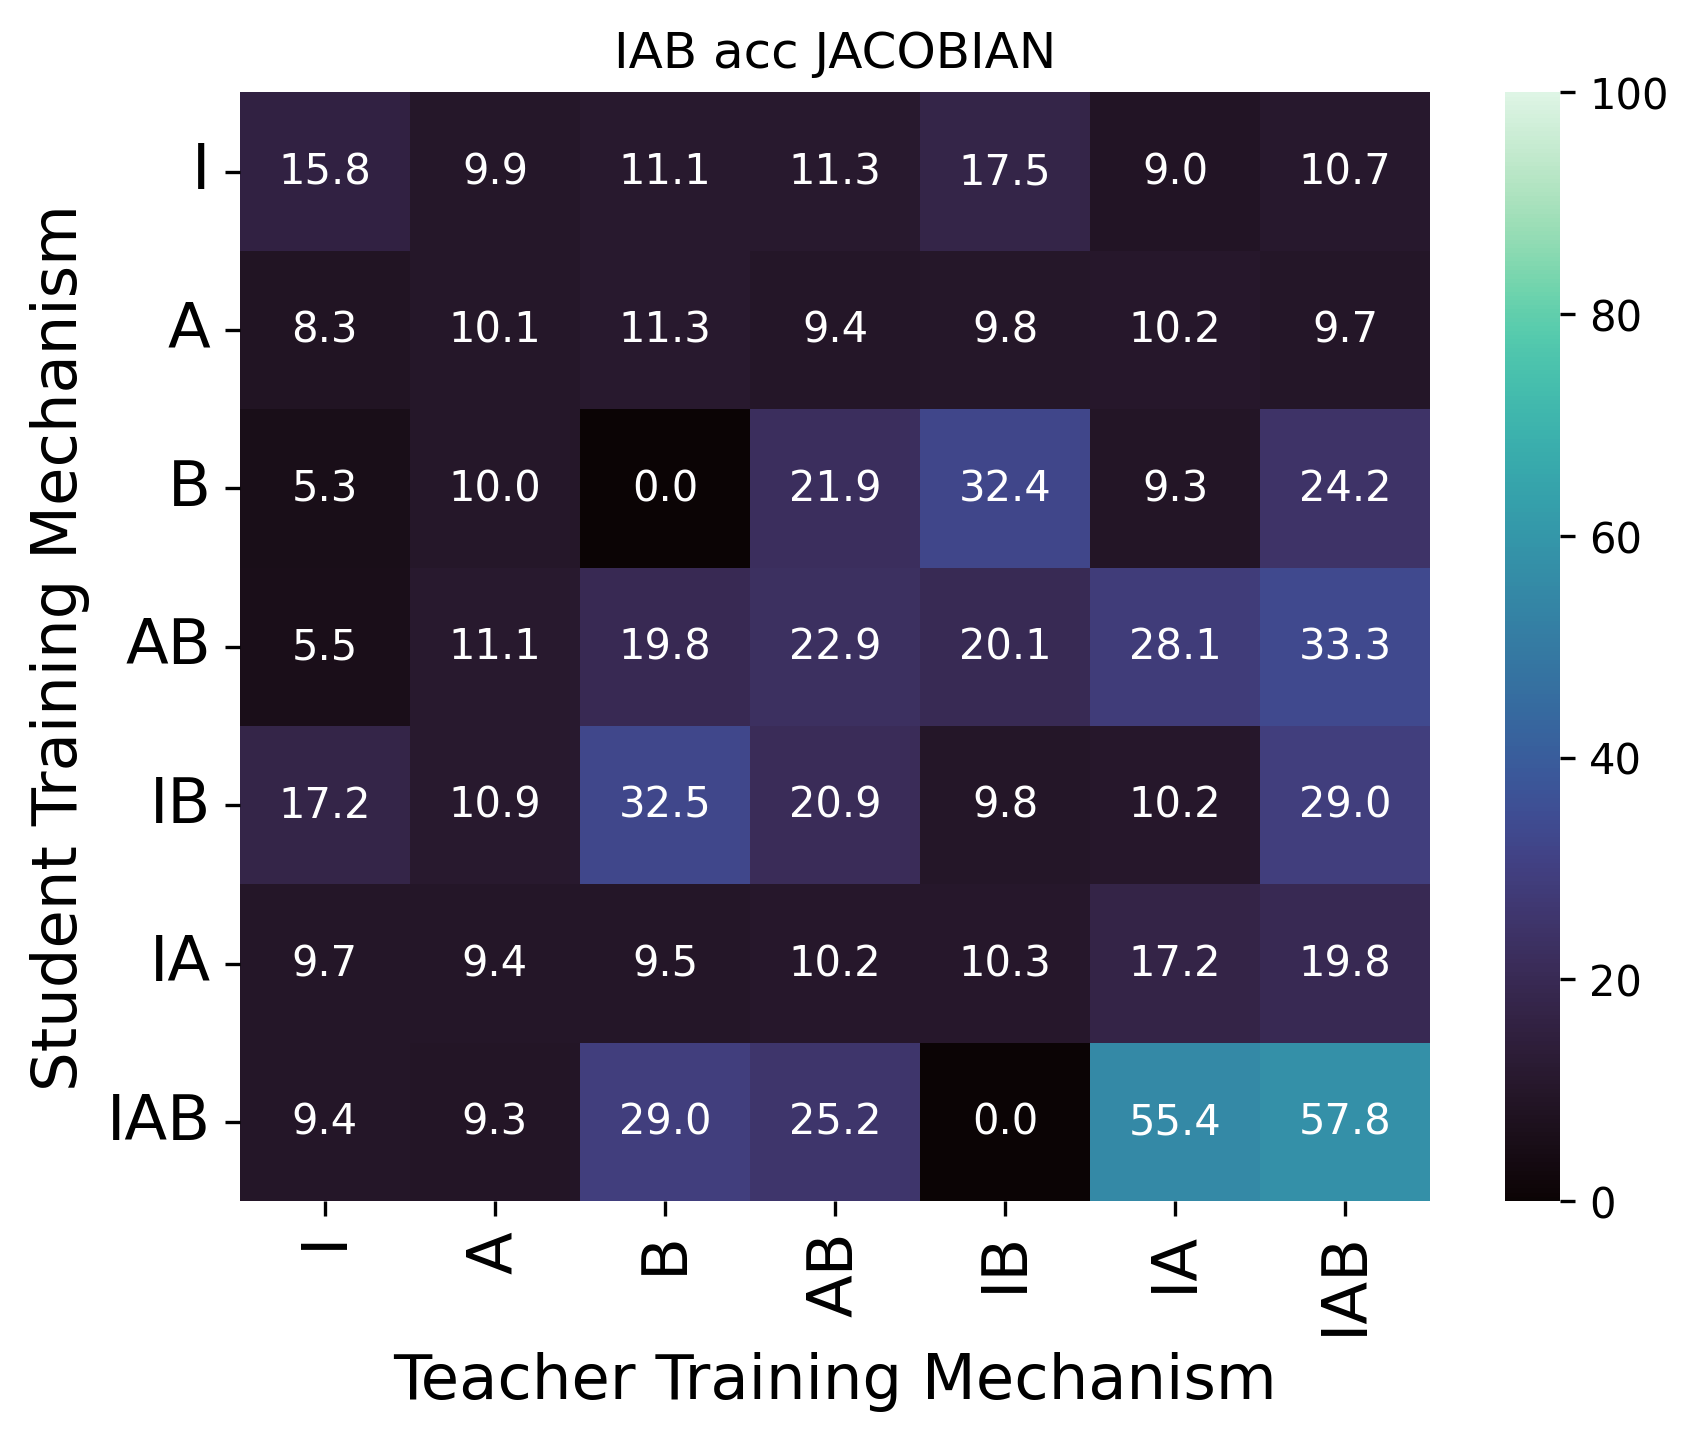 IAB acc JACOBIAN
Student Training Mechanism
I 15.8 9.9 11.1 11.3 17.5 9.0 10.7
A 8.3 10.1 11.3 9.4 9.8 10.2 9.7
B 5.3 10.0 0.0 21.9 32.4 9.3 24.2
AB 5.5 11.1 19.8 22.9 20.1 28.1 33.3
IB 17.2 10.9 32.5 20.9 9.8 10.2 29.0
IA 9.7 9.4 9.5 10.2 10.3 17.2 19.8
IAB 9.4 9.3 29.0 25.2 0.0 55.4 57.8
I A B AB IB IA IAB
Teacher Training Mechanism
100
80
60
40
20
0